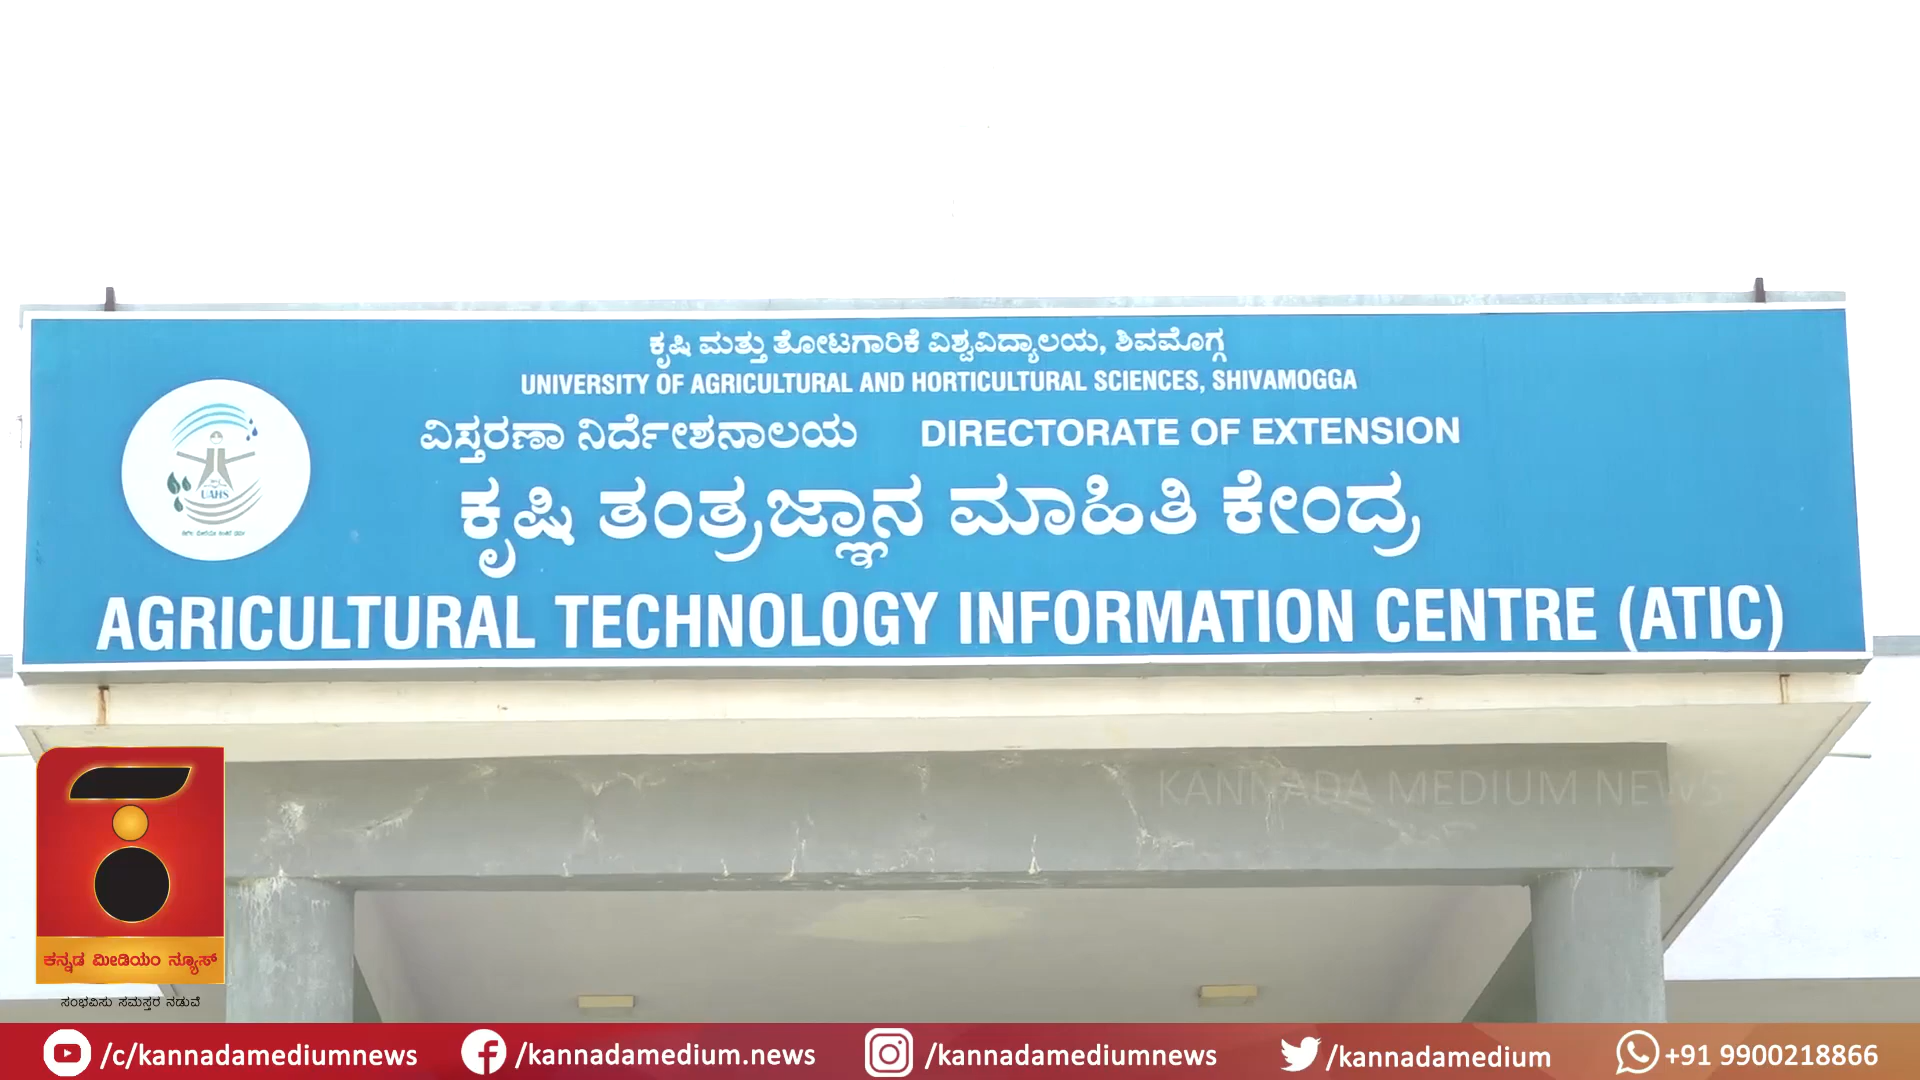 ಕೃಷಿ ಮತ್ತು ತೋಟಗಾರಿಕೆ ವಿಶ್ವವಿದ್ಯಾಲಯ, ಶಿವಮೊಗ್ಗ
UNIVERSITY OF AGRICULTURAL AND HORTICULTURAL SCIENCES, SHIVAMOGGA
ವಿಸ್ತರಣಾ ನಿರ್ದೇಶನಾಲಯ DIRECTORATE OF EXTENSION
ಕೃಷಿ ತಂತ್ರಜ್ಞಾನ ಮಾಹಿತಿ ಕೇಂದ್ರ
UAHS
AGRICULTURAL TECHNOLOGY INFORMATION CENTRE (ATIC)
KANNADA MEDIUM NEWS
ಕನ್ನಡ ಮೀಡಿಯಂ ನ್ಯೂಸ್
ಸಂಭವಿಸು ಸಮಸ್ತರ ನಡುವೆ
/c/kannadamediumnews /kannadamedium.news /kannadamediumnews /kannadamedium +91 9900218866